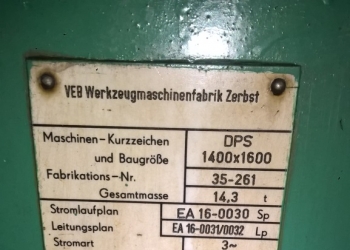 VEB Werkzeugmaschinenfabrik Zerbst
Maschinen-Kurzzeichen DPS
und Baugröße 1400x1600
Fabrikations-Nr. 35-261
Gesamtmasse 14,3 t
Stromlaufplan EA 16-0030 Sp
Leitungsplan EA 16-0031/0032 Lp
Stromart 3~